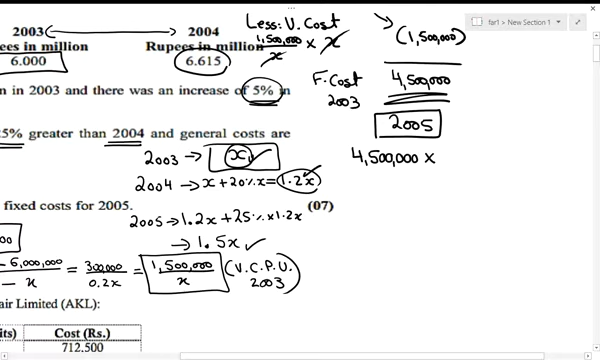 2003 2004
ees in million Rupees in million
6.000 6.615
Less: V. Cost
1,500,000/x × x
(1,500,000)
F. Cost 2003 4,500,000
2005
4,500,000 ×
n in 2003 and there was an increase of 5% in
25% greater than 2004 and general costs are
2003 → x
2004 → x + 20% x = 1.2x
fixed costs for 2005. (07)
2005 → 1.2x + 25% × 1.2x
→ 1.5x
00
- 6,000,000 / - x = 300,000 / 0.2x = 1,500,000 / x (V.C.P.U. 2003)
air Limited (AKL):
its) Cost (Rs.)
712.500
far1 > New Section 1